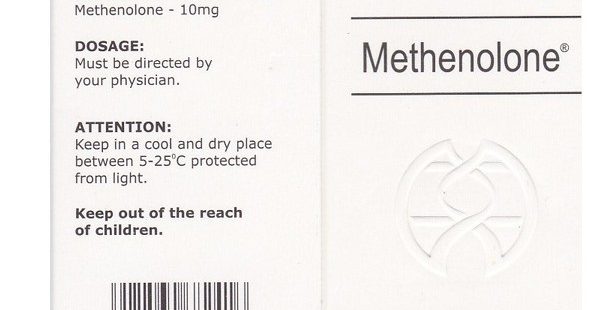 Methenolone - 10mg
DOSAGE:
Must be directed by
your physician.
ATTENTION:
Keep in a cool and dry place
between 5-25°C protected
from light.
Keep out of the reach
of children.
Methenolone®